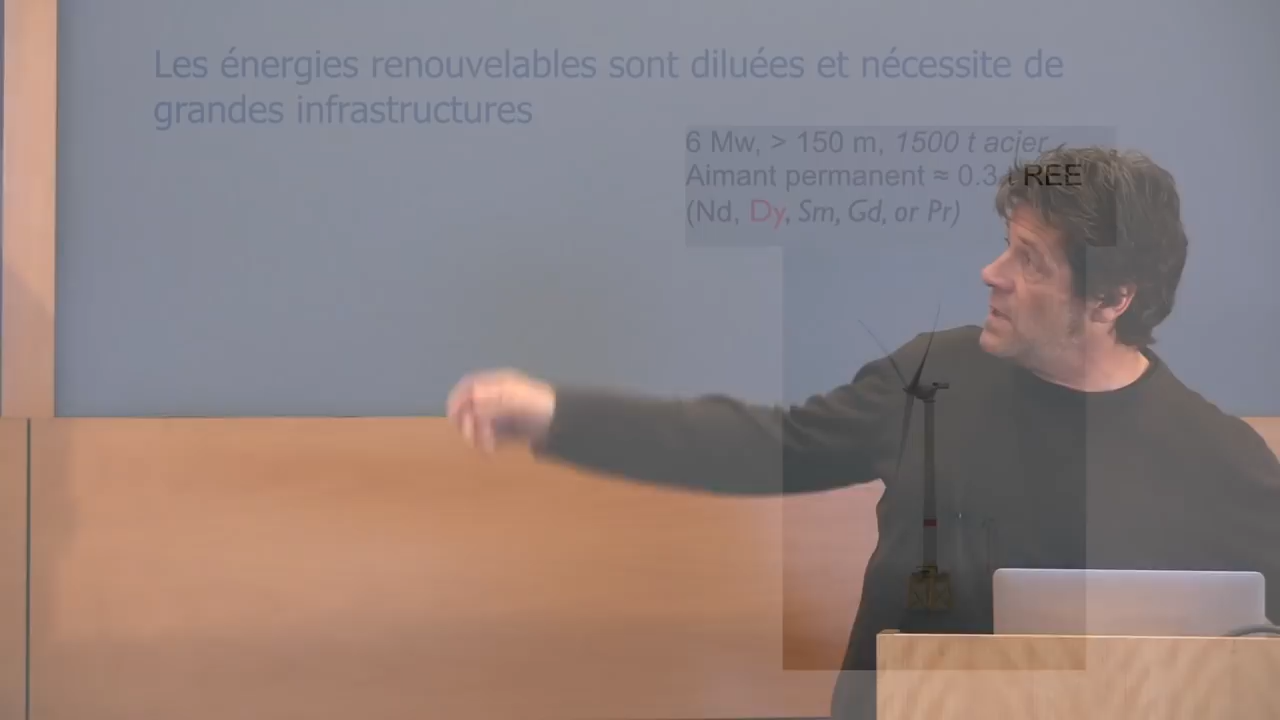 Les énergies renouvelables sont diluées et nécessite de
grandes infrastructures
6 Mw, > 150 m, 1500 t acier
Aimant permanent ≈ 0.3 t REE
(Nd, Dy, Sm, Gd, or Pr)